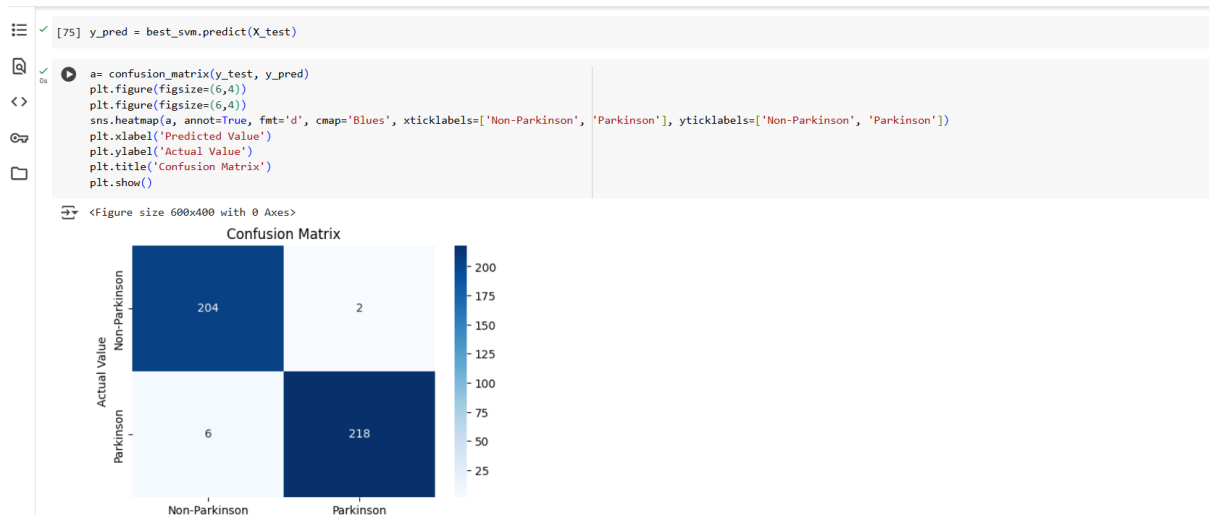 [75] y_pred = best_svm.predict(X_test)
0s
a= confusion_matrix(y_test, y_pred)
plt.figure(figsize=(6,4))
plt.figure(figsize=(6,4))
sns.heatmap(a, annot=True, fmt='d', cmap='Blues', xticklabels=['Non-Parkinson', 'Parkinson'], yticklabels=['Non-Parkinson', 'Parkinson'])
plt.xlabel('Predicted Value')
plt.ylabel('Actual Value')
plt.title('Confusion Matrix')
plt.show()
<Figure size 600x400 with 0 Axes>
Confusion Matrix
Actual Value
Non-Parkinson
204
2
Parkinson
6
218
200
175
150
125
100
75
50
25
Non-Parkinson
Parkinson